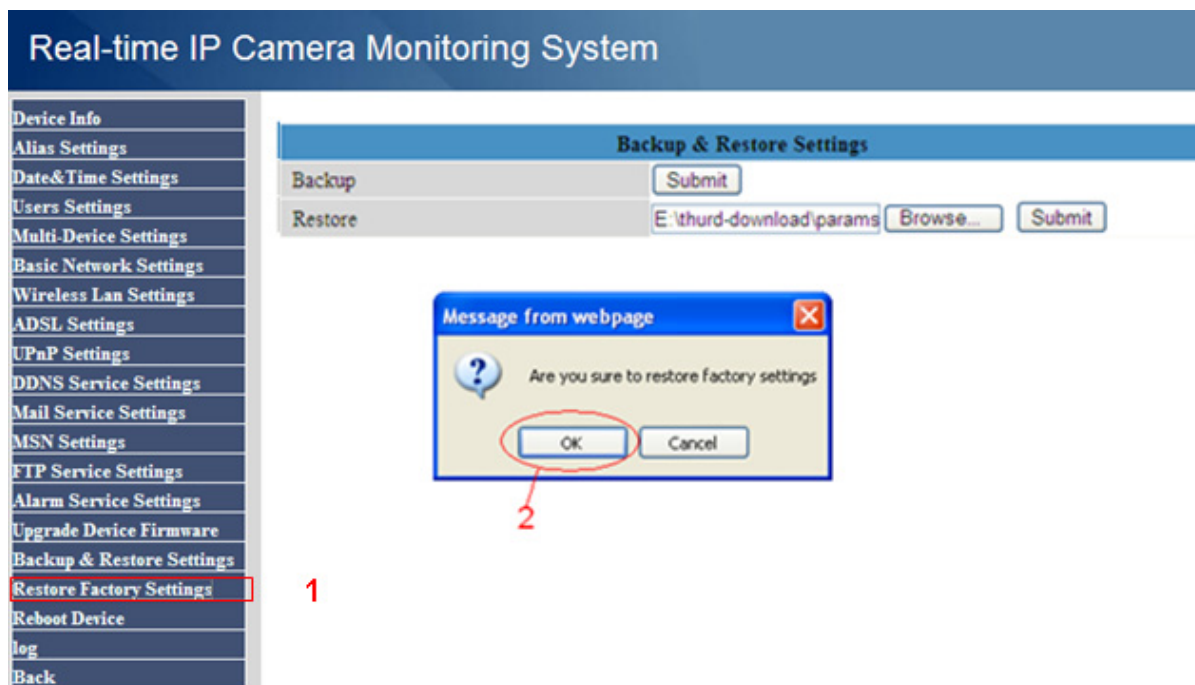 Real-time IP Camera Monitoring System
Device Info
Alias Settings
Date&Time Settings
Users Settings
Multi-Device Settings
Basic Network Settings
Wireless Lan Settings
ADSL Settings
UPnP Settings
DDNS Service Settings
Mail Service Settings
MSN Settings
FTP Service Settings
Alarm Service Settings
Upgrade Device Firmware
Backup & Restore Settings
Restore Factory Settings
Reboot Device
log
Back
Backup & Restore Settings
Backup Submit
Restore E:\thurd-download\params Browse... Submit
Message from webpage
Are you sure to restore factory settings
OK Cancel
2
1